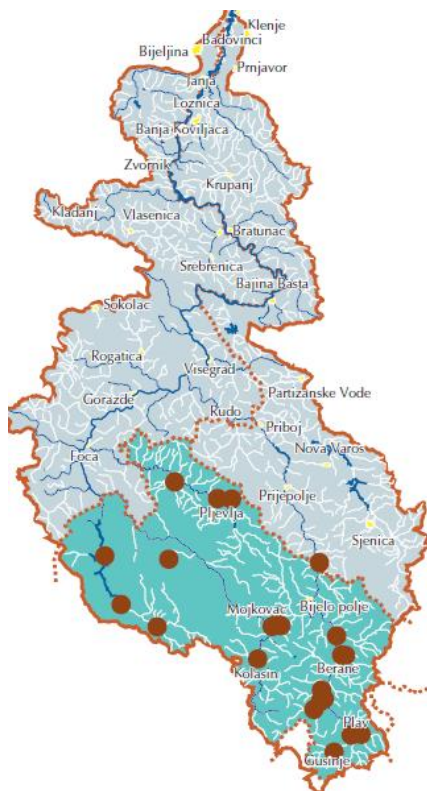 Klenje
Badovinci
Bijeljina
Prnjavor
Janja
Loznica
Banja Koviljaca
Zvornik
Krupanj
Kladanj
Vlasenica
Bratunac
Srebrenica
Bajina Basta
Sokolac
Rogatica
Visegrad
Partizanske Vode
Gorazde
Rudo
Priboj
Foca
Nova Varos
Prijepolje
Pljevlja
Sjenica
Mojkovac
Bijelo polje
Kolasin
Berane
Plav
Gusinje